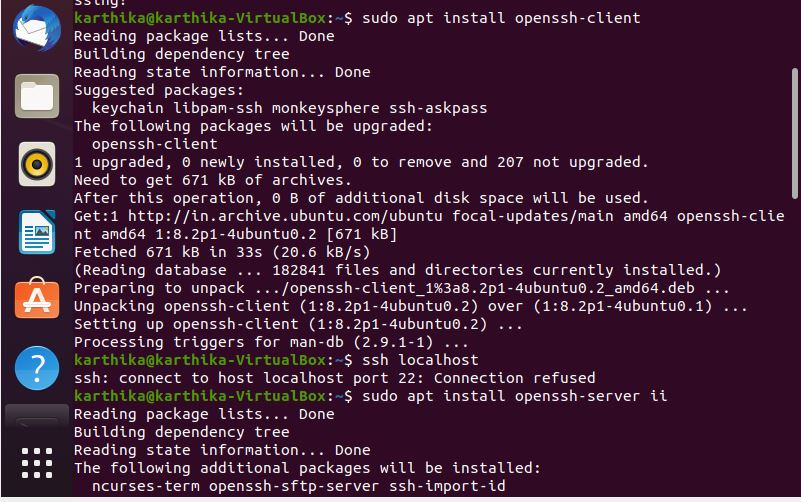 karthika@karthika-VirtualBox:~$ sudo apt install openssh-client
Reading package lists... Done
Building dependency tree
Reading state information... Done
Suggested packages:
  keychain libpam-ssh monkeysphere ssh-askpass
The following packages will be upgraded:
  openssh-client
1 upgraded, 0 newly installed, 0 to remove and 207 not upgraded.
Need to get 671 kB of archives.
After this operation, 0 B of additional disk space will be used.
Get:1 http://in.archive.ubuntu.com/ubuntu focal-updates/main amd64 openssh-clie
nt amd64 1:8.2p1-4ubuntu0.2 [671 kB]
Fetched 671 kB in 33s (20.6 kB/s)
(Reading database ... 182841 files and directories currently installed.)
Preparing to unpack .../openssh-client_1%3a8.2p1-4ubuntu0.2_amd64.deb ...
Unpacking openssh-client (1:8.2p1-4ubuntu0.2) over (1:8.2p1-4ubuntu0.1) ...
Setting up openssh-client (1:8.2p1-4ubuntu0.2) ...
Processing triggers for man-db (2.9.1-1) ...
karthika@karthika-VirtualBox:~$ ssh localhost
ssh: connect to host localhost port 22: Connection refused
karthika@karthika-VirtualBox:~$ sudo apt install openssh-server ii
Reading package lists... Done
Building dependency tree
Reading state information... Done
The following additional packages will be installed:
  ncurses-term openssh-sftp-server ssh-import-id